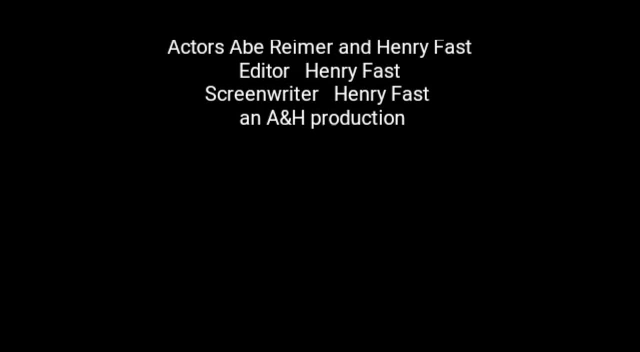 Actors Abe Reimer and Henry Fast
Editor Henry Fast
Screenwriter Henry Fast
an A&H production